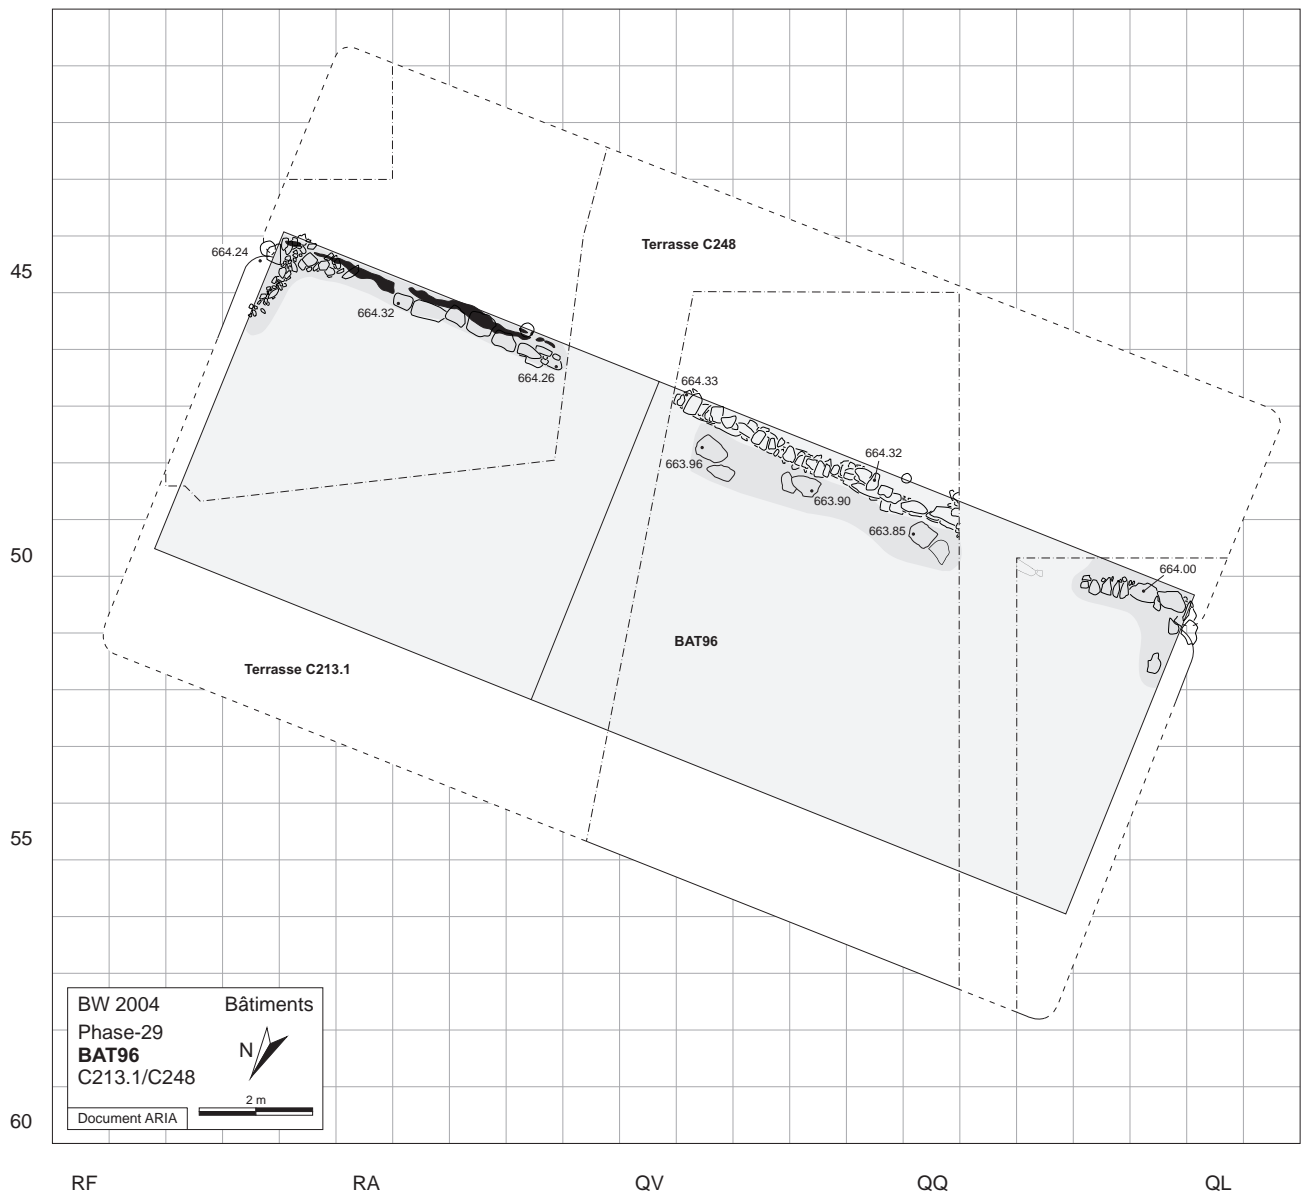 Terrasse C248
664.24
45
664.32
664.26
664.33
664.32
663.96
663.90
663.85
50
664.00
BAT96
Terrasse C213.1
55
BW 2004 Bâtiments
Phase-29
BAT96
C213.1/C248
N
2 m
Document ARIA
60
RF RA QV QQ QL